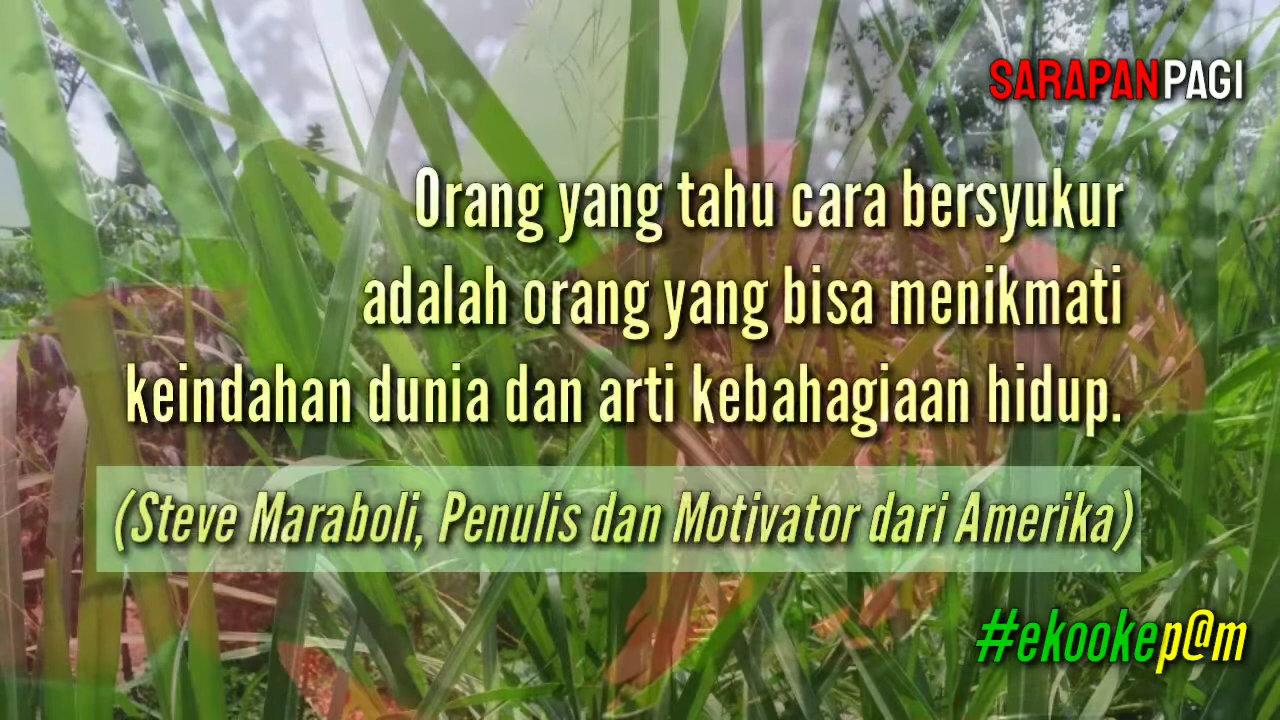 SARAPANPAGI
Orang yang tahu cara bersyukur
adalah orang yang bisa menikmati
keindahan dunia dan arti kebahagiaan hidup.
(Steve Maraboli, Penulis dan Motivator dari Amerika)
#ekookep@m